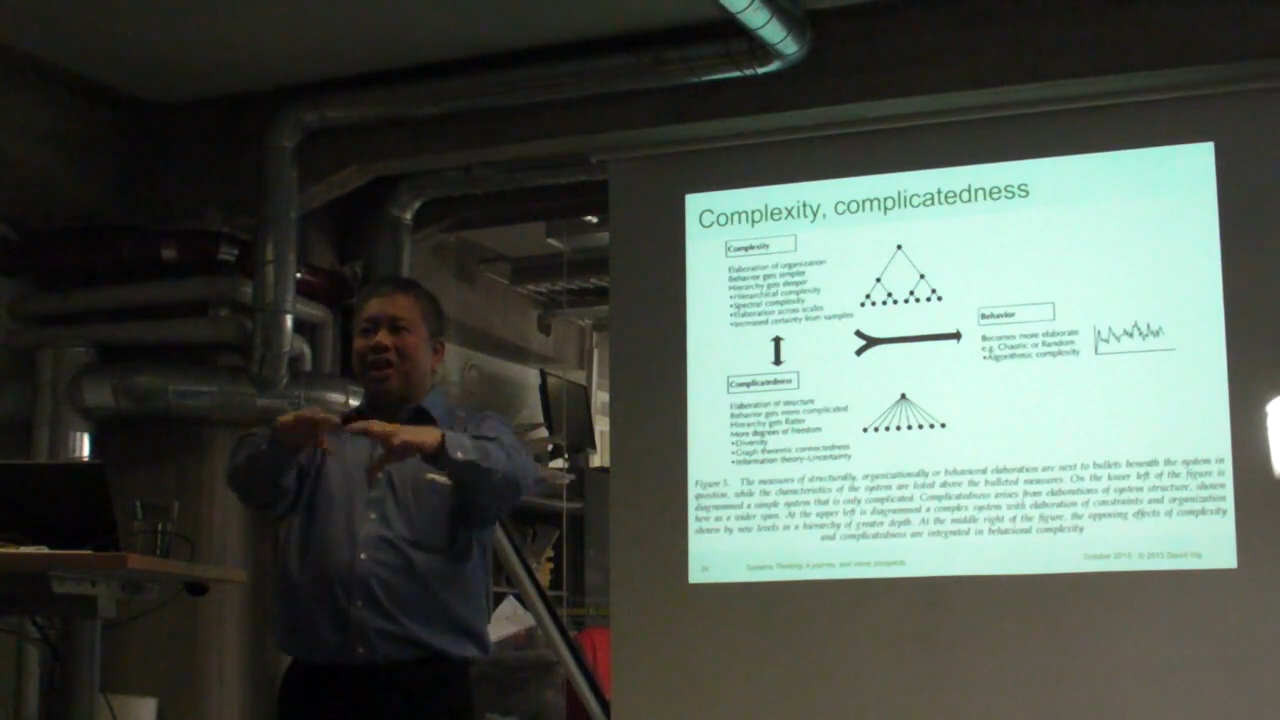 Complexity, complicatedness
Complexity
Elaboration of organization
Behavior gets simpler
Hierarchy gets deeper
•Hierarchical complexity
•Spectral complexity
•Elaboration across scales
•Increased certainty from samples
Behavior
Becomes more elaborate
e.g. Chaotic or Random
•Algorithmic complexity
Complicatedness
Elaboration of structure
Behavior gets more complicated
Hierarchy gets flatter
More degrees of freedom
•Diversity
•Graph theoretic connectedness
•Information theory–Uncertainty
Figure 5. The measures of structurally, organizationally or behavioral elaboration are next to bullets beneath the system in
question, while the characteristics of the system are listed above the bulleted measures. On the lower left of the figure is
diagrammed a simple system that is only complicated. Complicatedness arises from elaborations of system structure, shown
here as a wider span. At the upper left is diagrammed a complex system with elaboration of constraints and organization
shown by new levels in a hierarchy of greater depth. At the middle right of the figure, the opposing effects of complexity
and complicatedness are integrated in behavioral complexity
Systems Thinking: A journey, and some prospects
October 2013 © 2013 David Ing